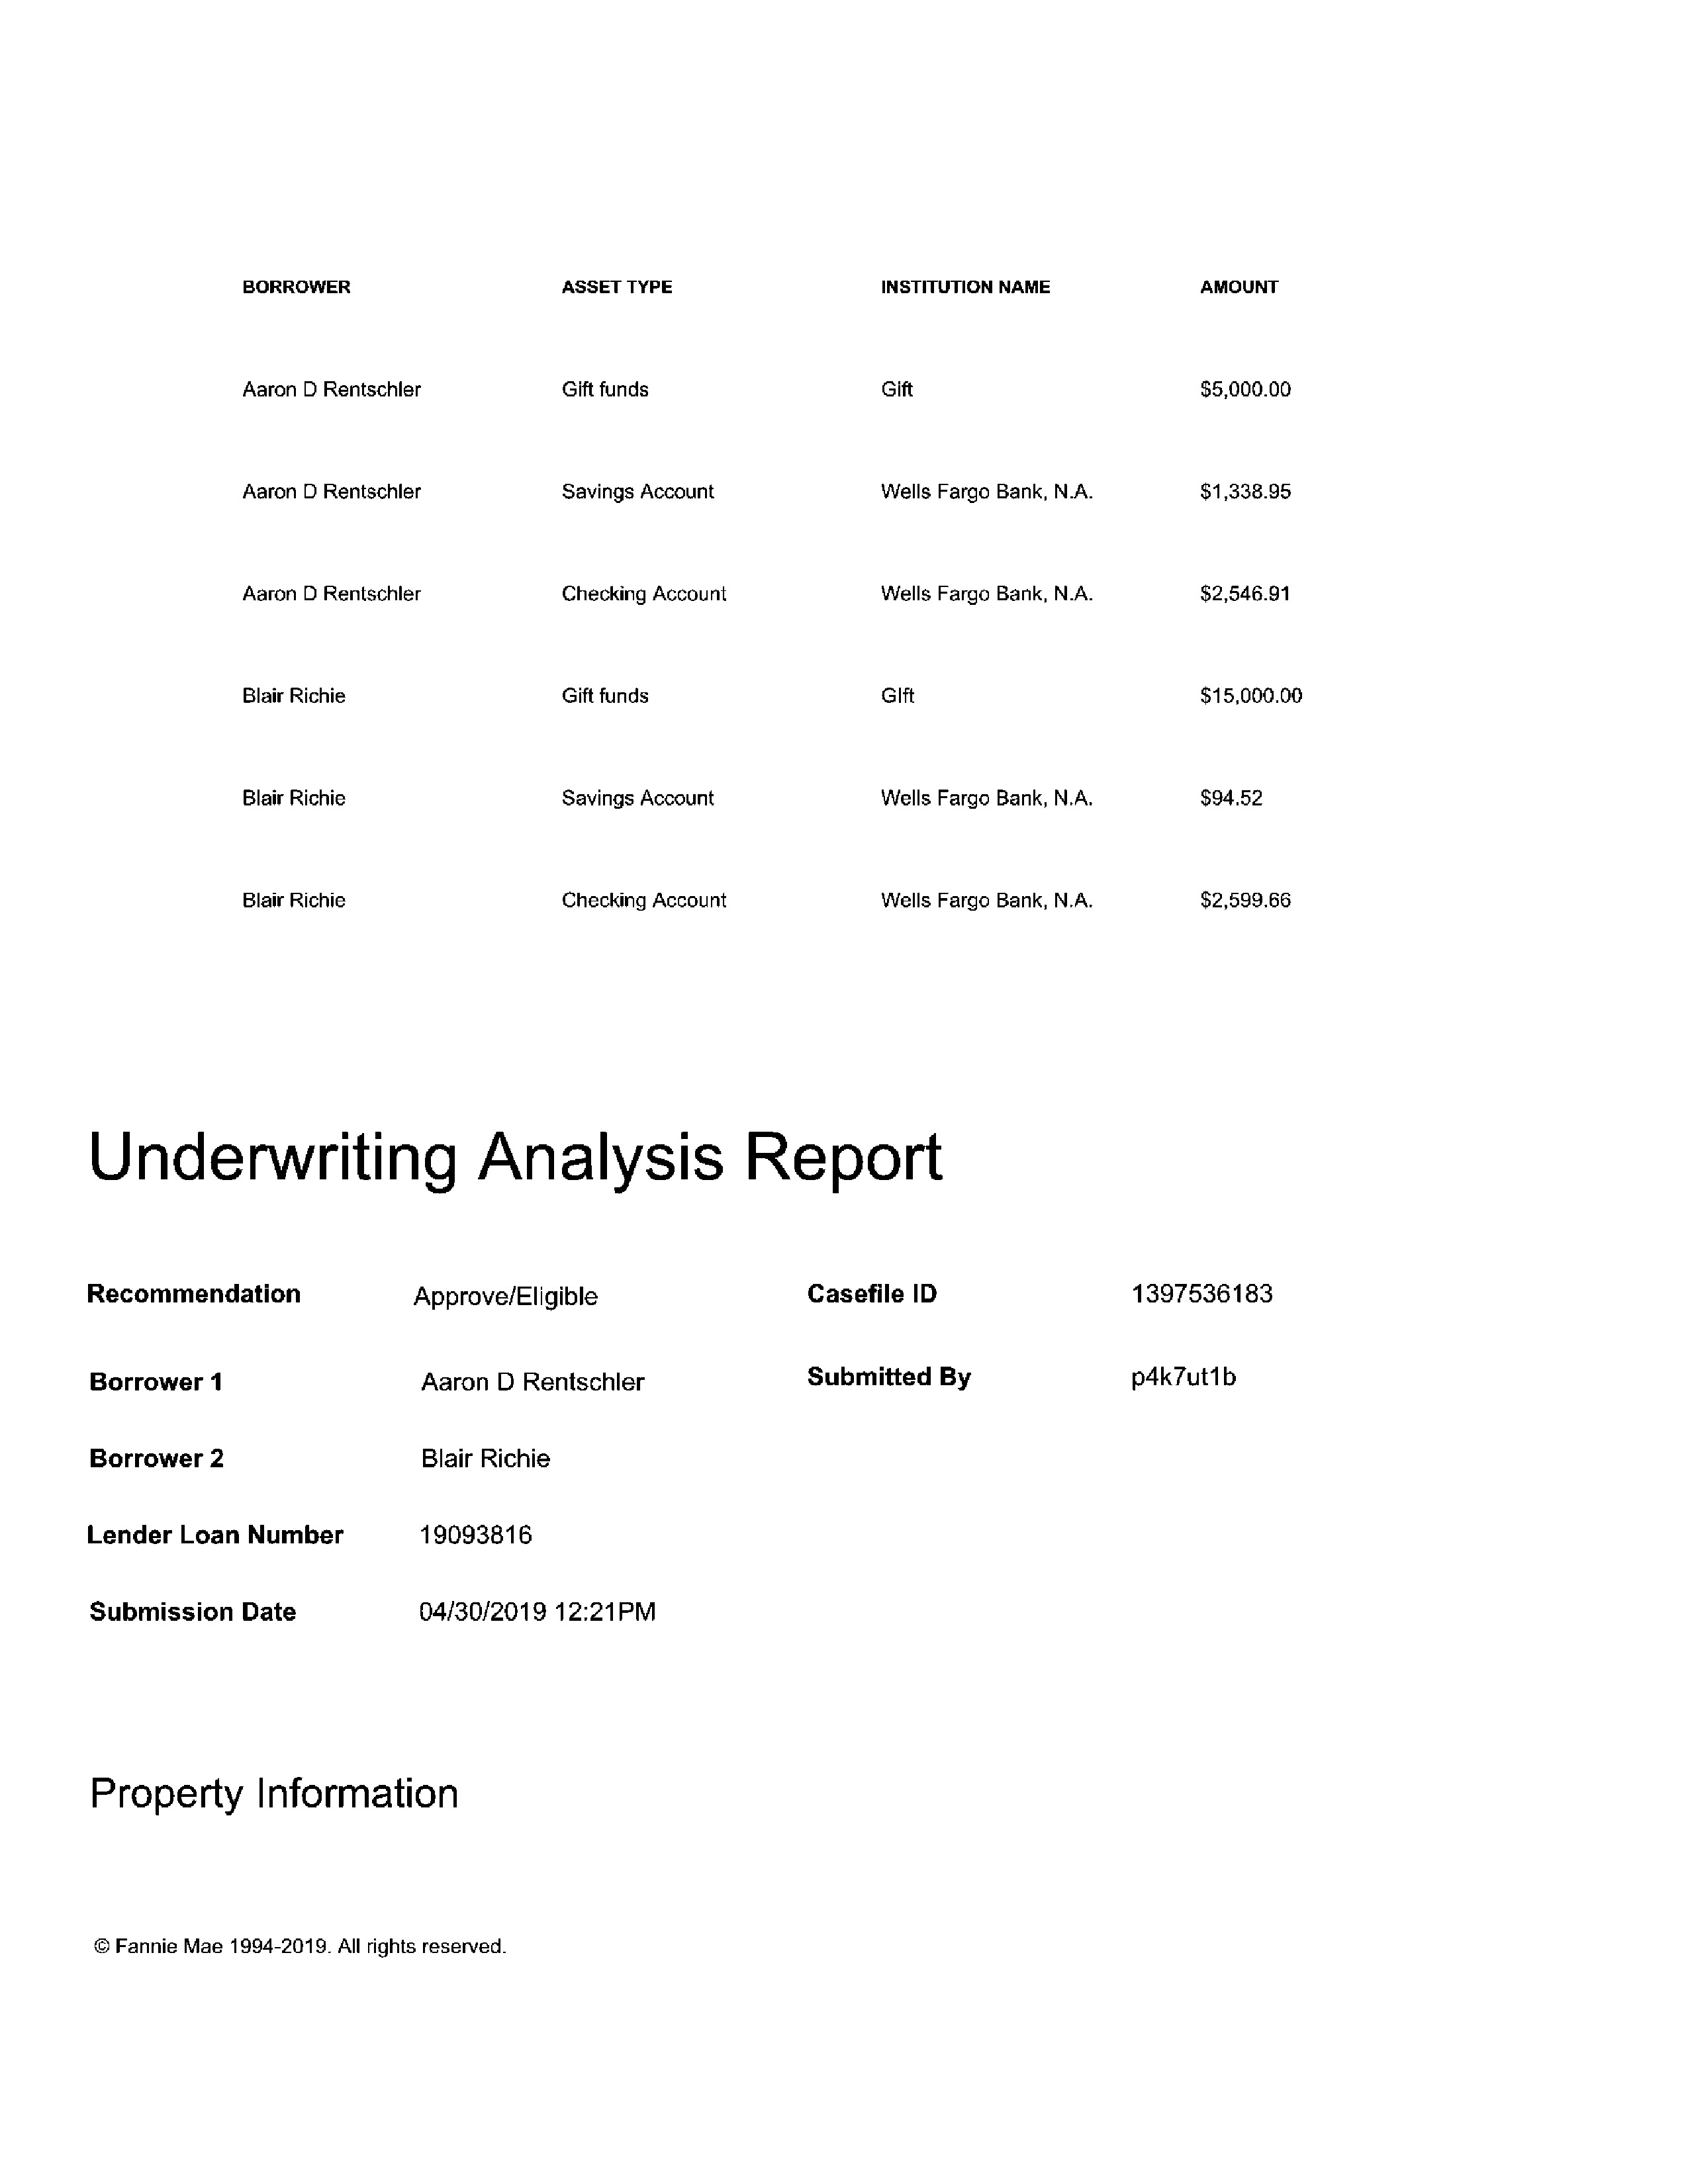 BORROWER ASSET TYPE INSTITUTION NAME AMOUNT
Aaron D Rentschler Gift funds Gift $5,000.00
Aaron D Rentschler Savings Account Wells Fargo Bank, N.A. $1,338.95
Aaron D Rentschler Checking Account Wells Fargo Bank, N.A. $2,546.91
Blair Richie Gift funds GIft $15,000.00
Blair Richie Savings Account Wells Fargo Bank, N.A. $94.52
Blair Richie Checking Account Wells Fargo Bank, N.A. $2,599.66
Underwriting Analysis Report
Recommendation Approve/Eligible Casefile ID 1397536183
Borrower 1 Aaron D Rentschler Submitted By p4k7ut1b
Borrower 2 Blair Richie
Lender Loan Number 19093816
Submission Date 04/30/2019 12:21PM
Property Information
© Fannie Mae 1994-2019. All rights reserved.